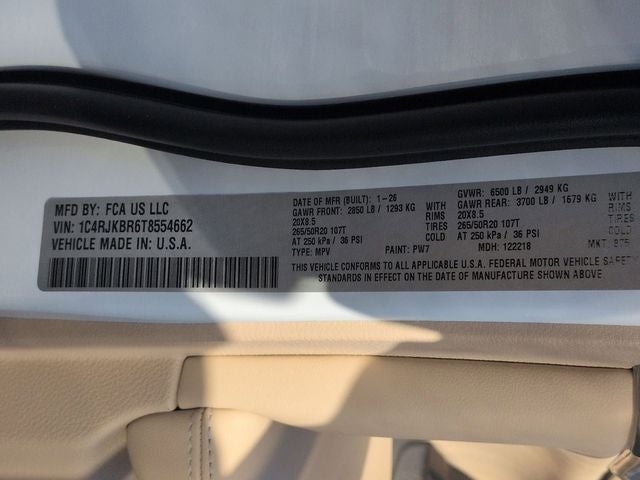 MFD BY: FCA US LLC
VIN: 1C4RJKBR6T8554662
VEHICLE MADE IN U.S.A.
DATE OF MFR (BUILT): 1-26
GAWR FRONT: 2850 LB / 1293 KG WITH
20X8.5 RIMS
265/50R20 107T TIRES
AT 250 kPa / 36 PSI COLD
TYPE: MPV PAINT: PW7
GVWR: 6500 LB / 2949 KG
GAWR REAR: 3700 LB / 1679 KG WITH
20X8.5 RIMS
265/50R20 107T TIRES
AT 250 kPa / 36 PSI COLD
MDH: 122218 MKT:
THIS VEHICLE CONFORMS TO ALL APPLICABLE U.S.A. FEDERAL MOTOR VEHICLE SAFETY
STANDARDS IN EFFECT ON THE DATE OF MANUFACTURE SHOWN ABOVE